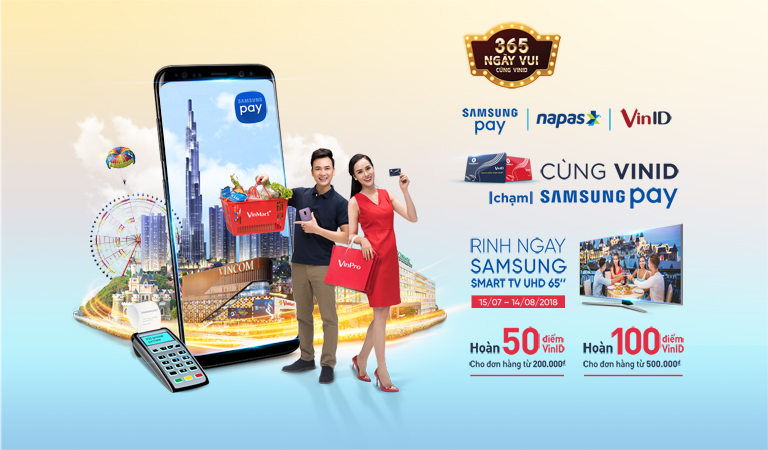 365
NGÀY VUI
CÙNG VINID
SAMSUNG
pay
napas
VinID
CÙNG VINID
|chạm| SAMSUNG pay
RINH NGAY
SAMSUNG
SMART TV UHD 65"
15/07 - 14/08/2018
Hoàn 50 điểm VinID
Cho đơn hàng từ 200.000đ
Hoàn 100 điểm VinID
Cho đơn hàng từ 500.000đ
SAMSUNG
pay
VinMart
VINCOM
VinPro